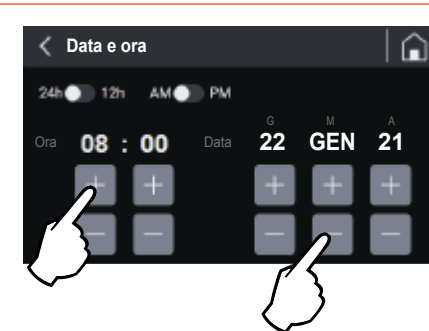 Data e ora
24h 12h AM PM
G M A
Ora 08 : 00 Data 22 GEN 21
+ + + + +
− − − − −